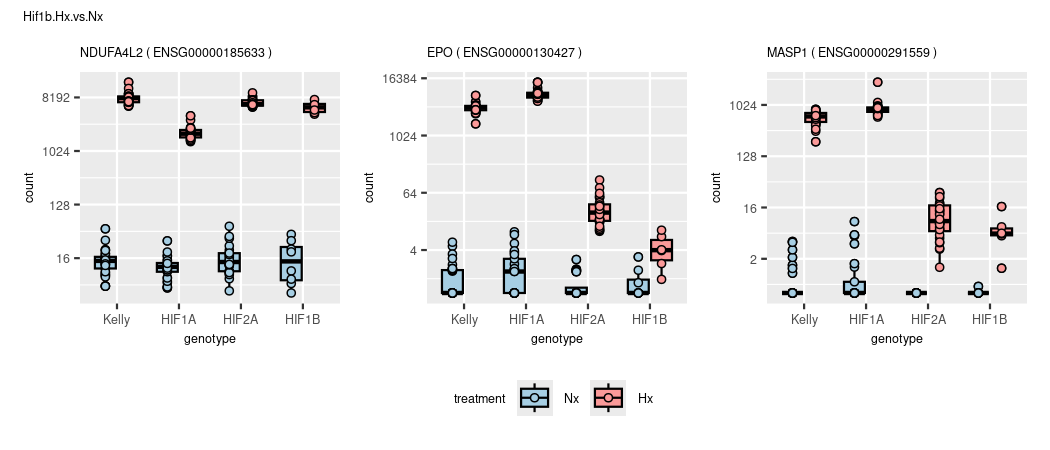 Hif1b.Hx.vs.Nx
NDUFA4L2 ( ENSG00000185633 )
8192
1024
128
16
count
Kelly HIF1A HIF2A HIF1B
genotype
EPO ( ENSG00000130427 )
16384
1024
64
4
count
Kelly HIF1A HIF2A HIF1B
genotype
MASP1 ( ENSG00000291559 )
1024
128
16
2
count
Kelly HIF1A HIF2A HIF1B
genotype
treatment Nx Hx